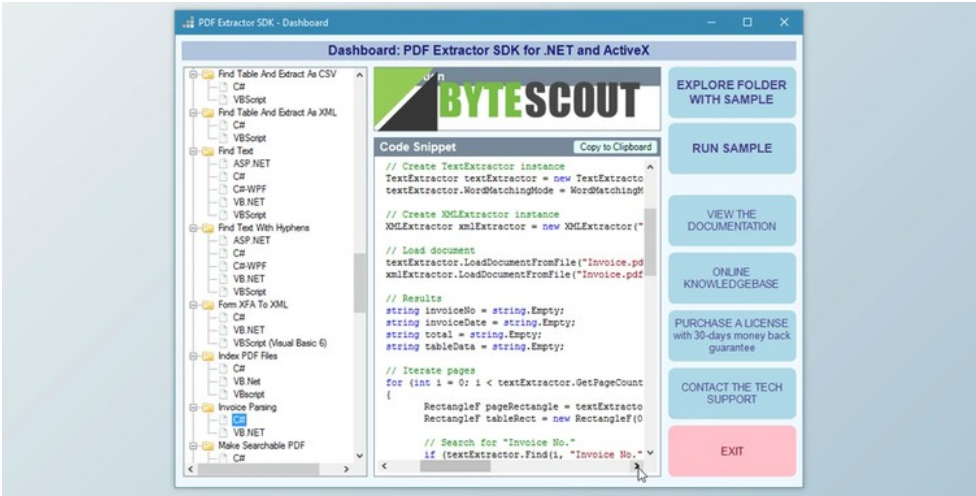 PDF Extractor SDK - Dashboard
Dashboard: PDF Extractor SDK for .NET and ActiveX
Find Table And Extract As CSV
C#
VBScript
Find Table And Extract As XML
C#
VBScript
Find Text
ASP.NET
C#
C#-WPF
VB.NET
VBScript
Find Text With Hyphens
ASP.NET
C#
C#-WPF
VB.NET
VBScript
Form XFA To XML
C#
VB.NET
VBScript (Visual Basic 6)
Index PDF Files
C#
VB.Net
VBscript
Invoice Parsing
C#
VB.NET
Make Searchable PDF
C#
BYTESCOUT
Code Snippet
Copy to Clipboard
// Create TextExtractor instance
TextExtractor textExtractor = new TextExtracto
textExtractor.WordMatchingMode = WordMatchingM
// Create XMLExtractor instance
XMLExtractor xmlExtractor = new XMLExtractor("
// Load document
textExtractor.LoadDocumentFromFile("Invoice.pd
xmlExtractor.LoadDocumentFromFile("Invoice.pdf
// Results
string invoiceNo = string.Empty;
string invoiceDate = string.Empty;
string total = string.Empty;
string tableData = string.Empty;
// Iterate pages
for (int i = 0; i < textExtractor.GetPageCount
{
RectangleF pageRectangle = textExtracto
RectangleF tableRect = new RectangleF(0
// Search for "Invoice No."
if (textExtractor.Find(i, "Invoice No."
EXPLORE FOLDER
WITH SAMPLE
RUN SAMPLE
VIEW THE
DOCUMENTATION
ONLINE
KNOWLEDGEBASE
PURCHASE A LICENSE
with 30-days money back
guarantee
CONTACT THE TECH
SUPPORT
EXIT